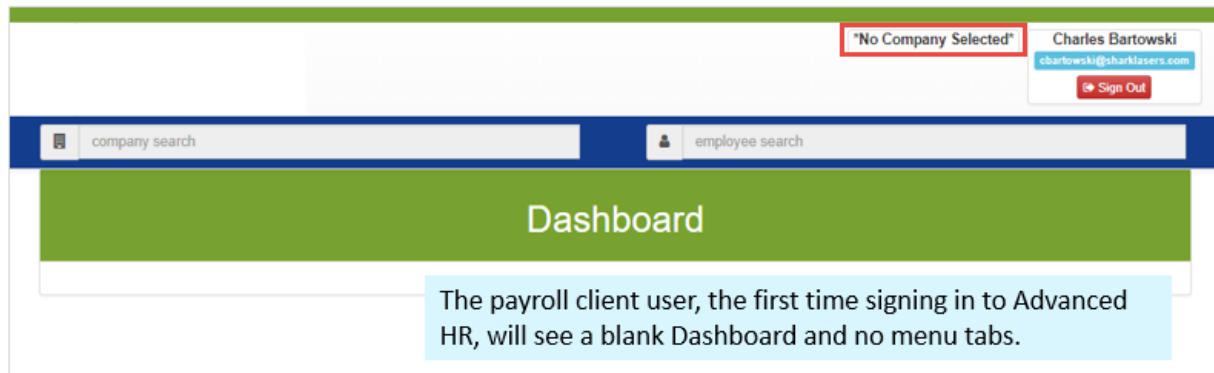 *No Company Selected*
Charles Bartowski
cbartowski@sharklasers.com
Sign Out
company search
employee search
Dashboard
The payroll client user, the first time signing in to Advanced
HR, will see a blank Dashboard and no menu tabs.